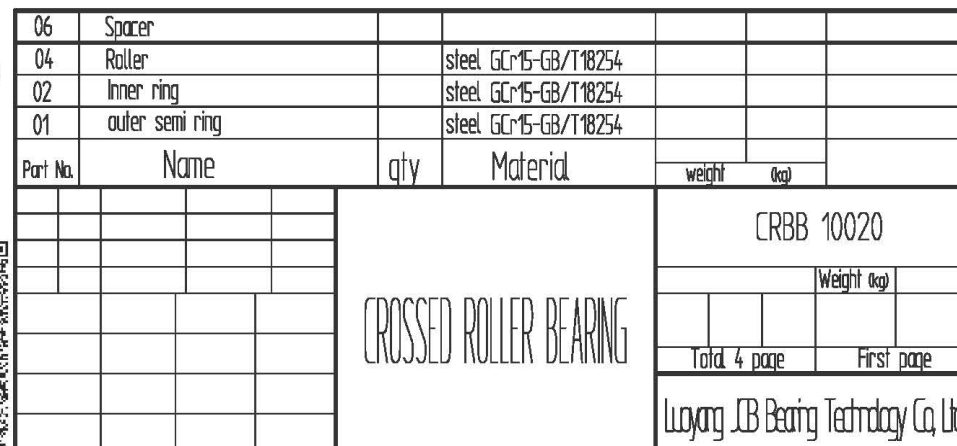 06 Spacer
04 Roller steel GCr15-GB/T18254
02 Inner ring steel GCr15-GB/T18254
01 outer semi ring steel GCr15-GB/T18254
Part No. Name qty Material weight (kg)
CRBB 10020
Weight (kg)
CROSSED ROLLER BEARING
Total 4 page First page
Luoyang JCB Bearing Technology Co, Ltd